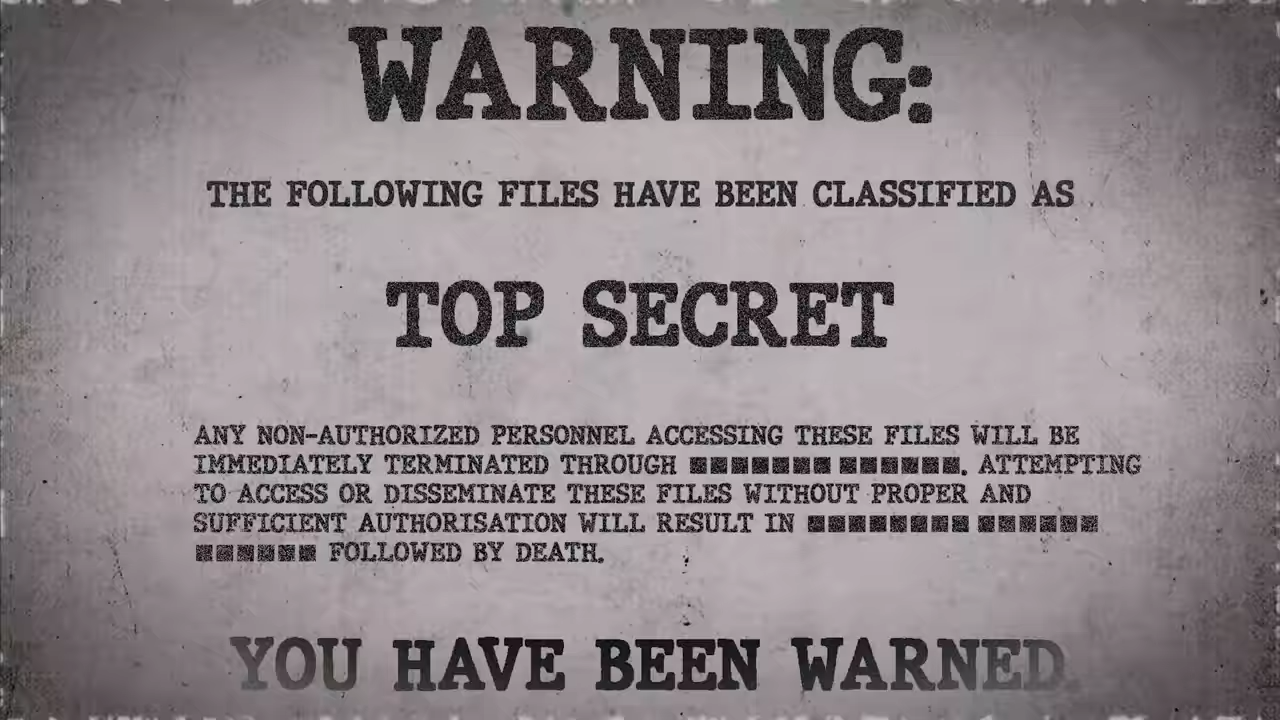 WARNING:
THE FOLLOWING FILES HAVE BEEN CLASSIFIED AS
TOP SECRET
ANY NON-AUTHORIZED PERSONNEL ACCESSING THESE FILES WILL BE
IMMEDIATELY TERMINATED THROUGH ■■■■■■■ ■■■■■■. ATTEMPTING
TO ACCESS OR DISSEMINATE THESE FILES WITHOUT PROPER AND
SUFFICIENT AUTHORISATION WILL RESULT IN ■■■■■■■■ ■■■■■■
■■■■■■ FOLLOWED BY DEATH.
YOU HAVE BEEN WARNED.